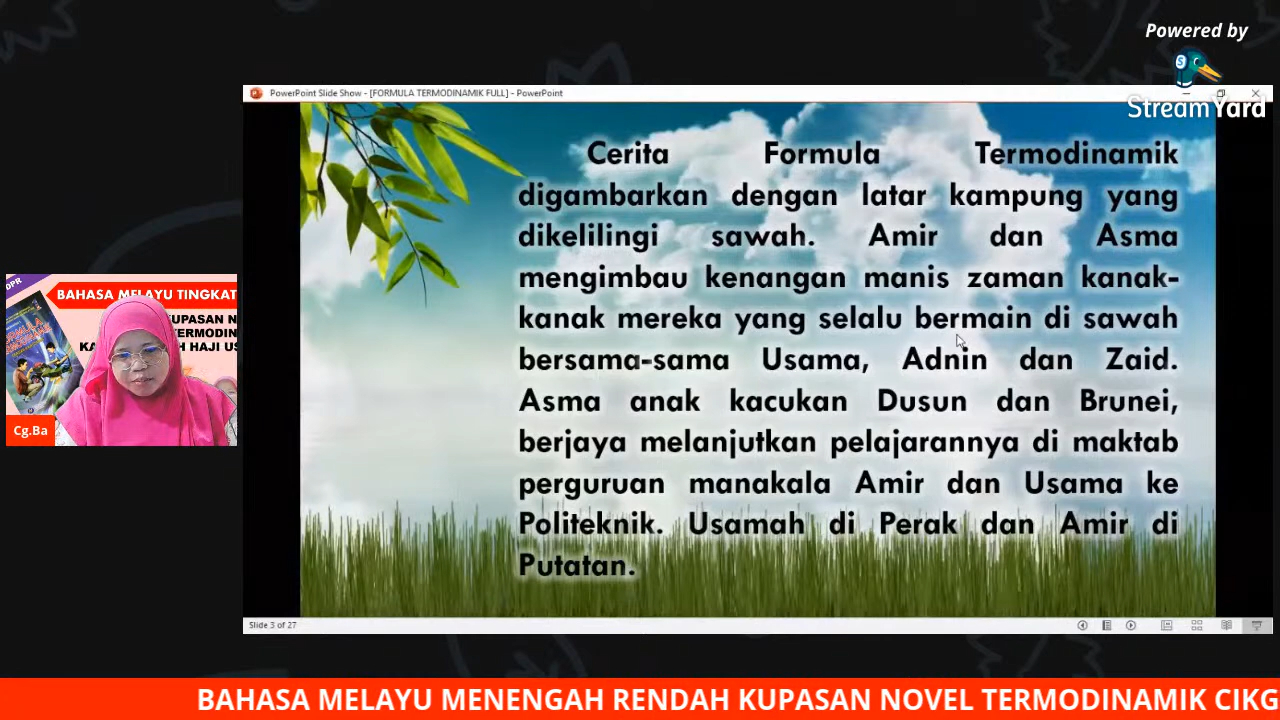 Powered by
StreamYard
PowerPoint Slide Show - [FORMULA TERMODINAMIK FULL] - PowerPoint
Cerita Formula Termodinamik
digambarkan dengan latar kampung yang
dikelilingi sawah. Amir dan Asma
mengimbau kenangan manis zaman kanak-
kanak mereka yang selalu bermain di sawah
bersama-sama Usama, Adnin dan Zaid.
Asma anak kacukan Dusun dan Brunei,
berjaya melanjutkan pelajarannya di maktab
perguruan manakala Amir dan Usama ke
Politeknik. Usamah di Perak dan Amir di
Putatan.
Slide 3 of 27
BAHASA MELAYU TINGKAT
KUPASAN N
TERMODIN
HAJI US
Cg.Ba
BAHASA MELAYU MENENGAH RENDAH KUPASAN NOVEL TERMODINAMIK CIKG